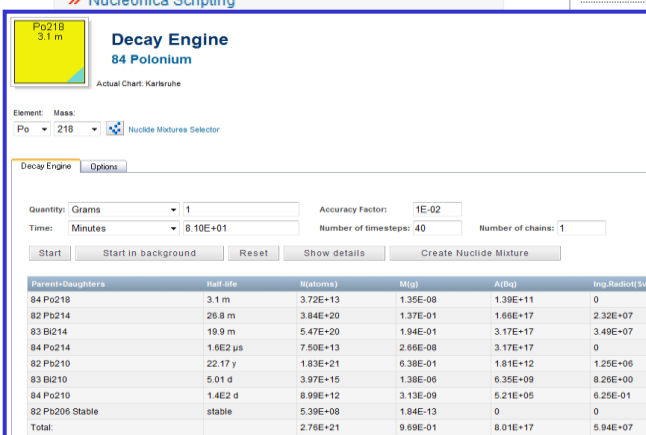 » Nucleonica Scripting
Po218
3.1 m
Decay Engine
84 Polonium
Actual Chart: Karlsruhe
Element: Mass:
Po 218 Nuclide Mixtures Selector
Decay Engine Options
Quantity: Grams 1 Accuracy Factor: 1E-02
Time: Minutes 8.10E+01 Number of timesteps: 40 Number of chains: 1
Start Start in background Reset Show details Create Nuclide Mixture
Parent+Daughters Half-life N(atoms) M(g) A(Bq) Ing.Radiot(Sv
84 Po218 3.1 m 3.72E+13 1.35E-08 1.39E+11 0
82 Pb214 26.8 m 3.84E+20 1.37E-01 1.66E+17 2.32E+07
83 Bi214 19.9 m 5.47E+20 1.94E-01 3.17E+17 3.49E+07
84 Po214 1.6E2 µs 7.50E+13 2.66E-08 3.17E+17 0
82 Pb210 22.17 y 1.83E+21 6.38E-01 1.81E+12 1.25E+06
83 Bi210 5.01 d 3.97E+15 1.38E-06 6.35E+09 8.26E+00
84 Po210 1.4E2 d 8.99E+12 3.13E-09 5.21E+05 6.25E-01
82 Pb206 Stable stable 5.39E+08 1.84E-13 0 0
Total: 2.76E+21 9.69E-01 8.01E+17 5.94E+07